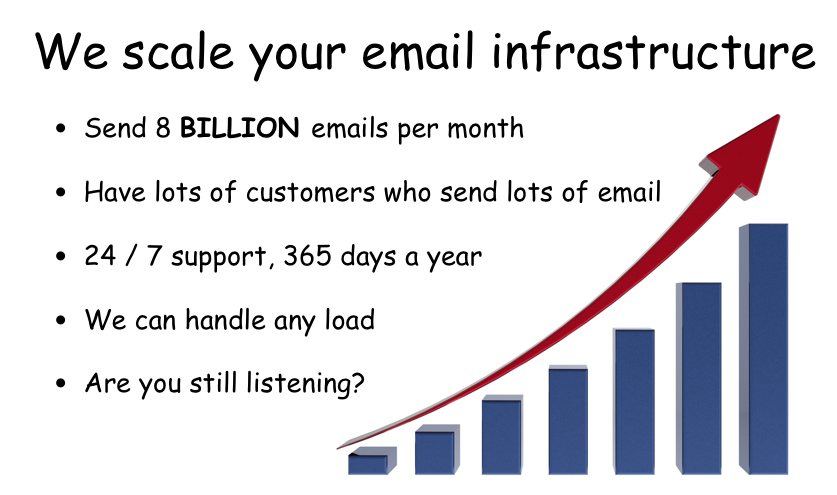 We scale your email infrastructure
• Send 8 BILLION emails per month
• Have lots of customers who send lots of email
• 24 / 7 support, 365 days a year
• We can handle any load
• Are you still listening?